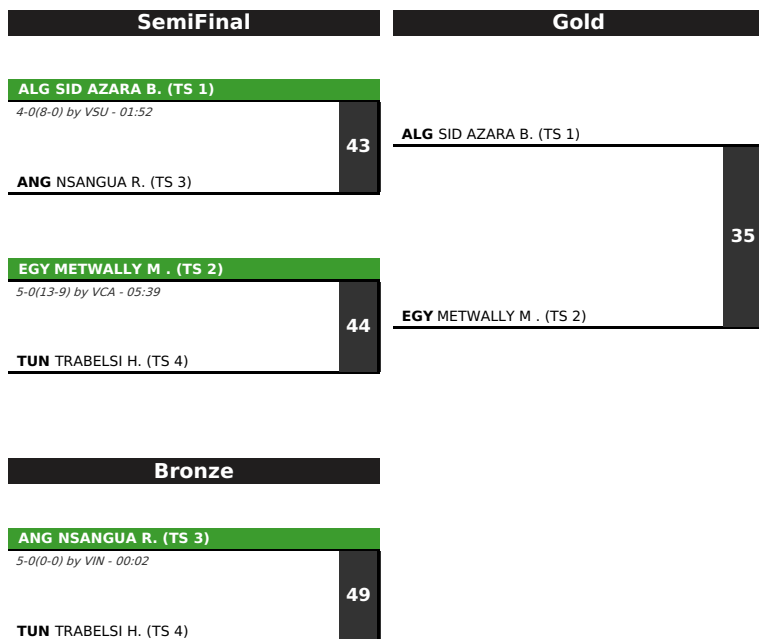 SemiFinal
ALG SID AZARA B. (TS 1)
4-0(8-0) by VSU - 01:52
43
ANG NSANGUA R. (TS 3)
EGY METWALLY M . (TS 2)
5-0(13-9) by VCA - 05:39
44
TUN TRABELSI H. (TS 4)
Gold
ALG SID AZARA B. (TS 1)
35
EGY METWALLY M . (TS 2)
Bronze
ANG NSANGUA R. (TS 3)
5-0(0-0) by VIN - 00:02
49
TUN TRABELSI H. (TS 4)